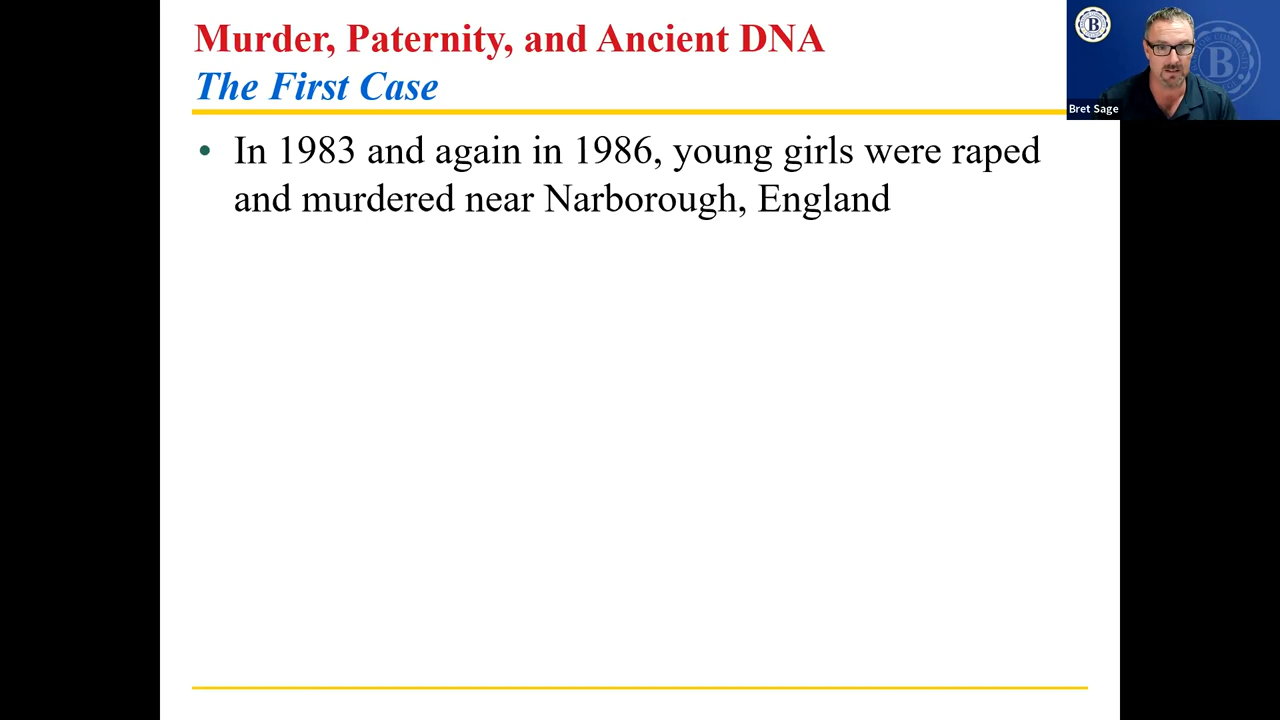 Murder, Paternity, and Ancient DNA
The First Case
• In 1983 and again in 1986, young girls were raped
and murdered near Narborough, England
B
B
Bret Sage